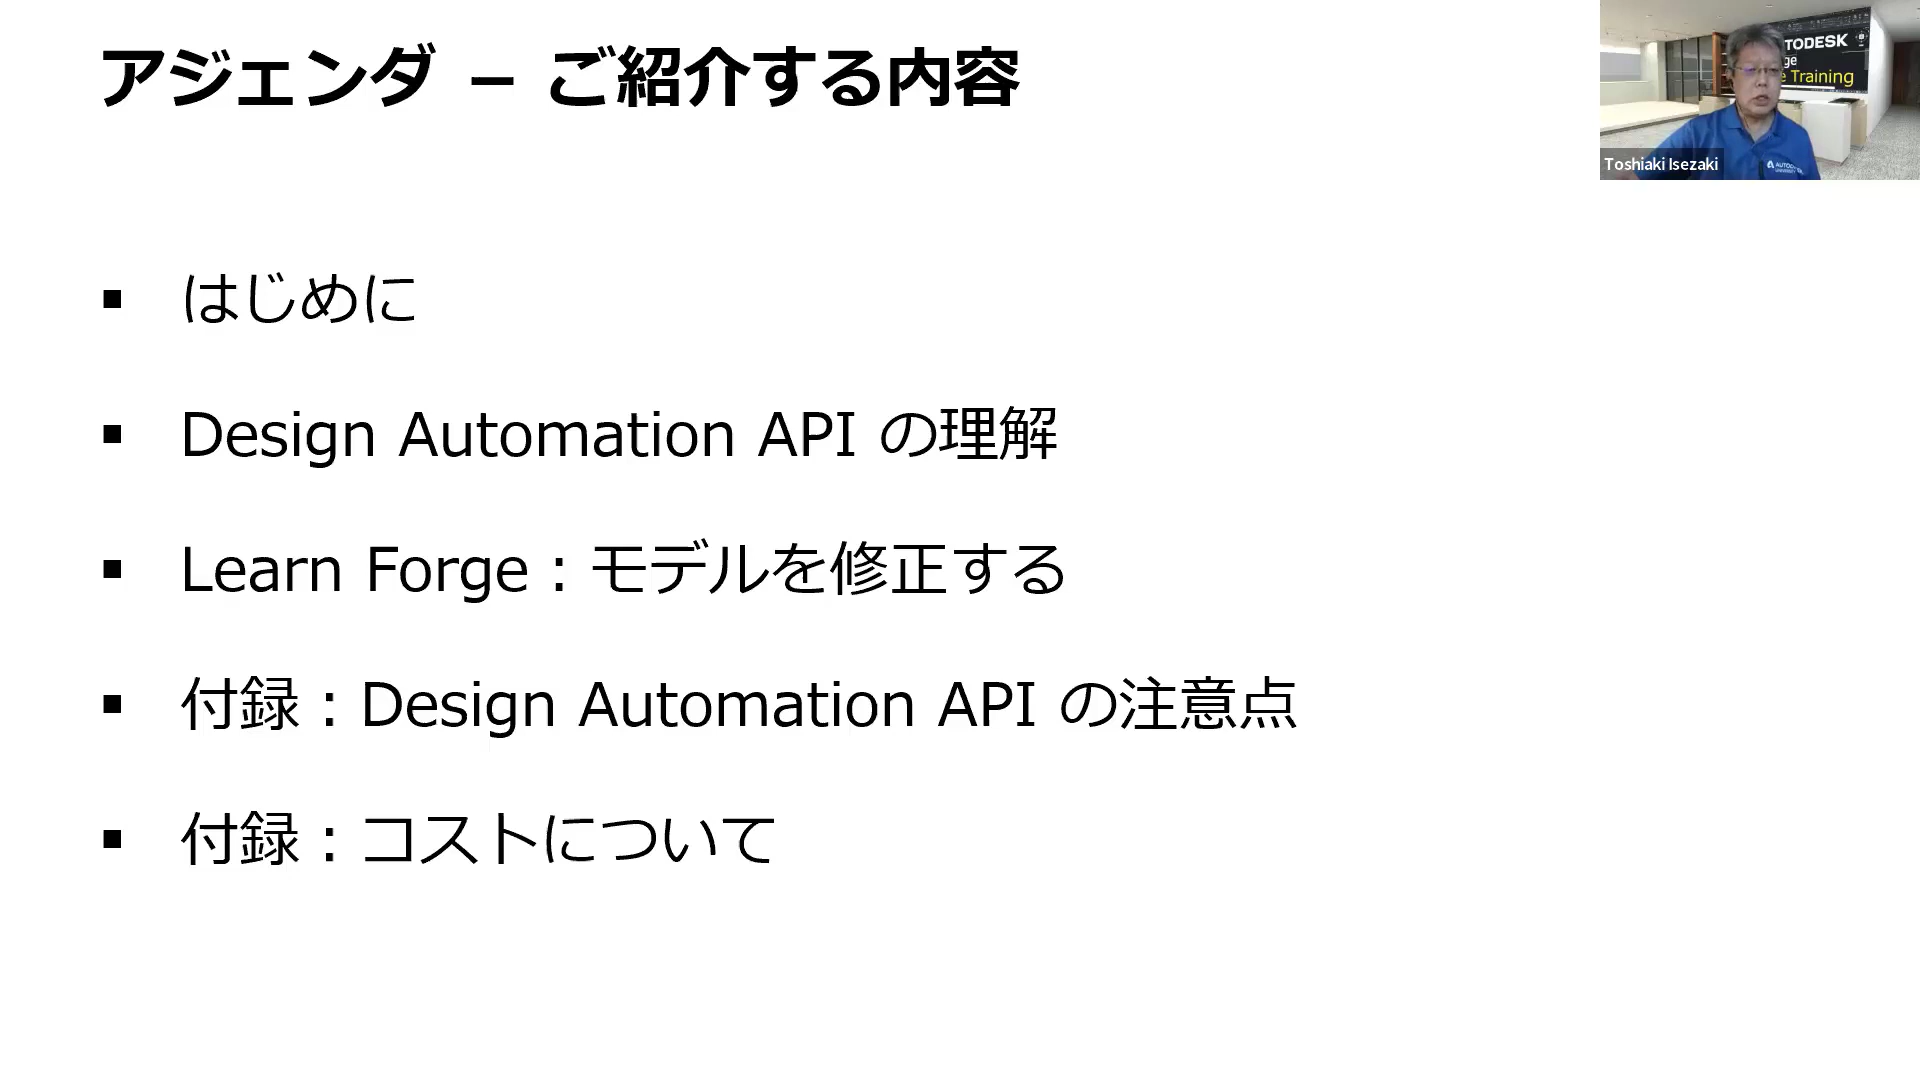 アジェンダ – ご紹介する内容
TODESK
ge
e Training
Toshiaki Isezaki
▪ はじめに
▪ Design Automation API の理解
▪ Learn Forge：モデルを修正する
▪ 付録：Design Automation API の注意点
▪ 付録：コストについて